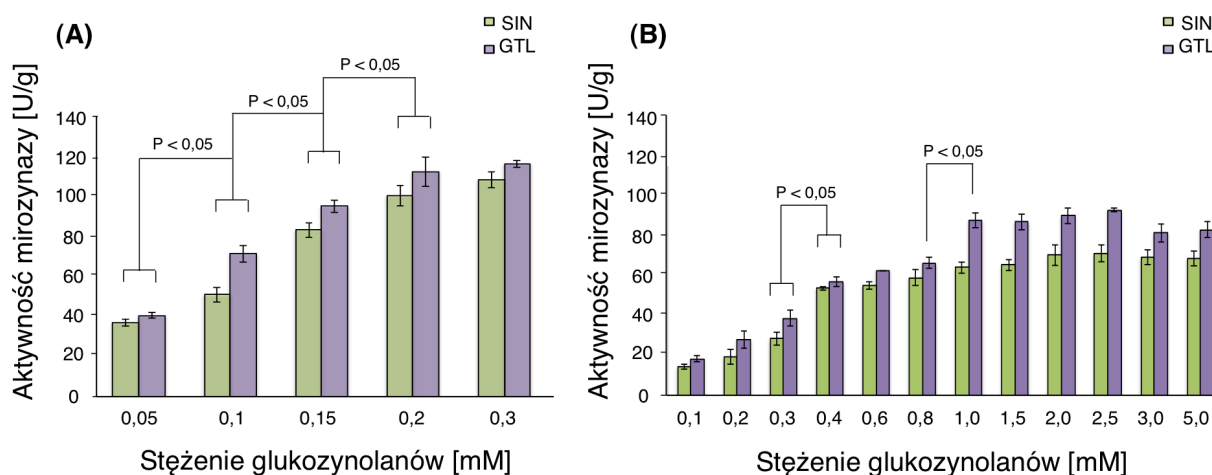 (A)
SIN
GTL
P < 0,05
P < 0,05
P < 0,05
Aktywność mirozynazy [U/g]
140
120
100
80
60
40
20
0
0,05 0,1 0,15 0,2 0,3
Stężenie glukozynolanów [mM]
(B)
SIN
GTL
P < 0,05
P < 0,05
Aktywność mirozynazy [U/g]
140
120
100
80
60
40
20
0
0,1 0,2 0,3 0,4 0,6 0,8 1,0 1,5 2,0 2,5 3,0 5,0
Stężenie glukozynolanów [mM]